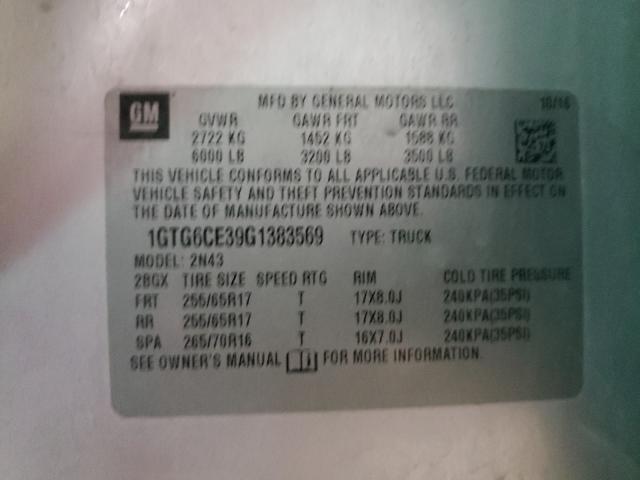 GM
MFD BY GENERAL MOTORS LLC 10/16
GVWR GAWR FRT GAWR RR
2722 KG 1452 KG 1588 KG
6000 LB 3200 LB 3500 LB
THIS VEHICLE CONFORMS TO ALL APPLICABLE U.S. FEDERAL MOTOR
VEHICLE SAFETY AND THEFT PREVENTION STANDARDS IN EFFECT ON
THE DATE OF MANUFACTURE SHOWN ABOVE.
1GTG6CE39G1383569 TYPE: TRUCK
MODEL: 2N43
2BGX TIRE SIZE SPEED RTG RIM COLD TIRE PRESSURE
FRT 255/65R17 T 17X8.0J 240KPA(35PSI)
RR 255/65R17 T 17X8.0J 240KPA(35PSI)
SPA 265/70R16 T 16X7.0J 240KPA(35PSI)
SEE OWNER'S MANUAL FOR MORE INFORMATION.